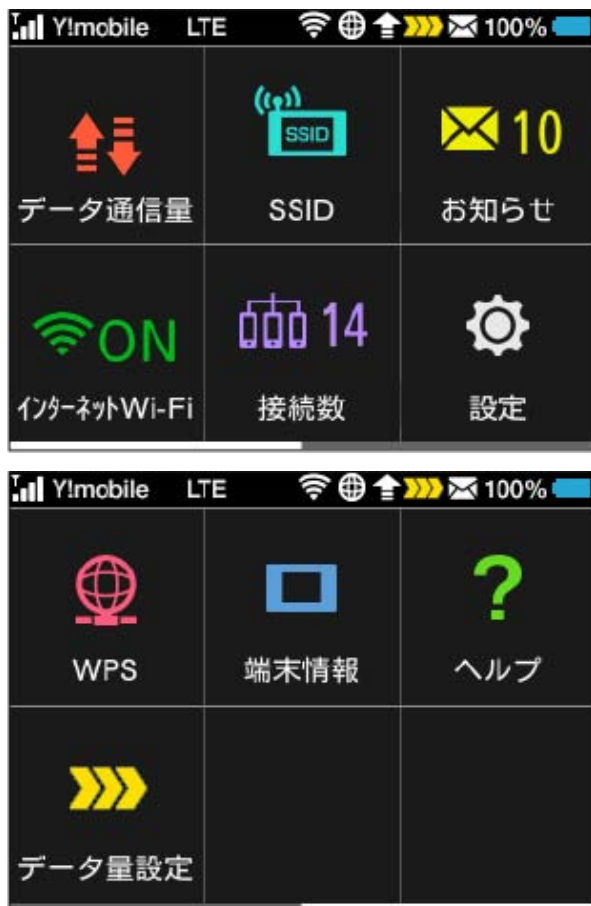 Y!mobile LTE 100%
SSID
10
データ通信量 SSID お知らせ
ON 14
インターネットWi-Fi 接続数 設定
Y!mobile LTE 100%
?
WPS 端末情報 ヘルプ
データ量設定